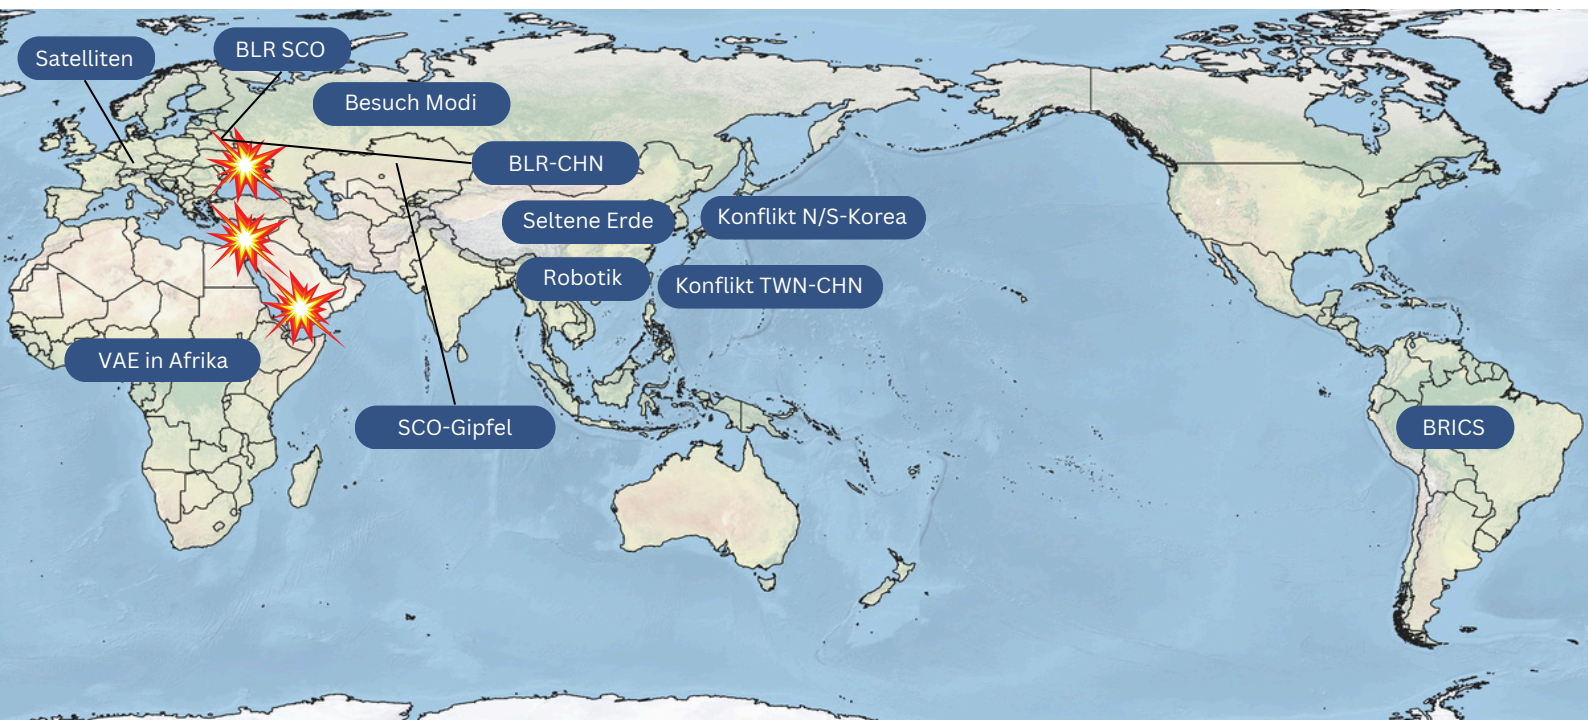 Satelliten
BLR SCO
Besuch Modi
BLR-CHN
Seltene Erde
Konflikt N/S-Korea
Robotik
Konflikt TWN-CHN
VAE in Afrika
SCO-Gipfel
BRICS